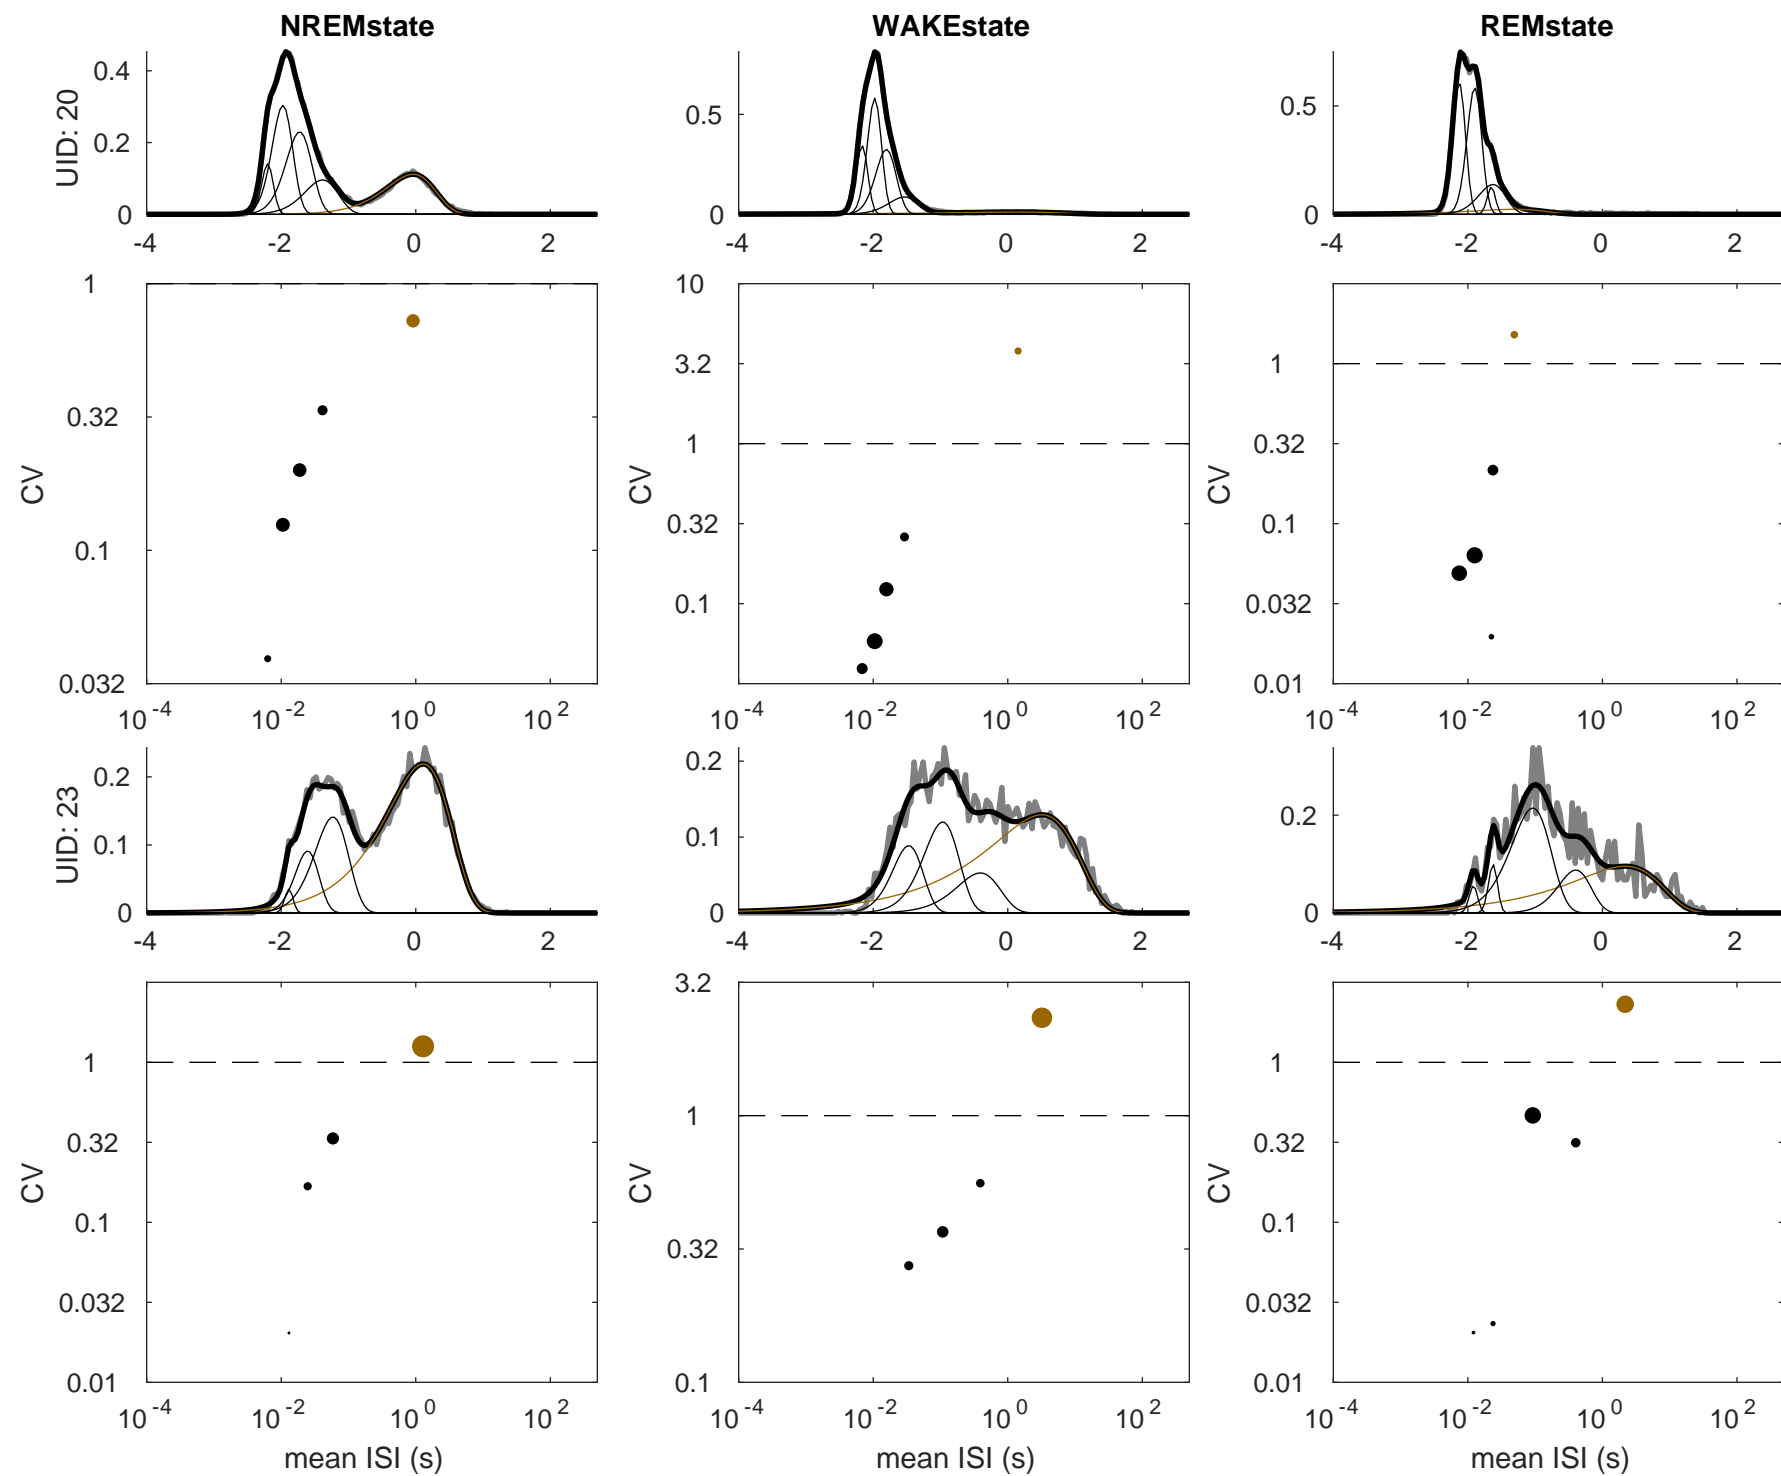 NREMstate WAKEstate REMstate
UID: 20
0.4
0.2
0
-4 -2 0 2
0.5
0
-4 -2 0 2
0.5
0
-4 -2 0 2
CV
1
0.32
0.1
0.032
10^-4 10^-2 10^0 10^2
CV
10
3.2
1
0.32
0.1
10^-4 10^-2 10^0 10^2
CV
1
0.32
0.1
0.032
0.01
10^-4 10^-2 10^0 10^2
UID: 23
0.2
0.1
0
-4 -2 0 2
0.2
0.1
0
-4 -2 0 2
0.2
0
-4 -2 0 2
CV
1
0.32
0.1
0.032
0.01
10^-4 10^-2 10^0 10^2
mean ISI (s)
CV
3.2
1
0.32
0.1
10^-4 10^-2 10^0 10^2
mean ISI (s)
CV
1
0.32
0.1
0.032
0.01
10^-4 10^-2 10^0 10^2
mean ISI (s)